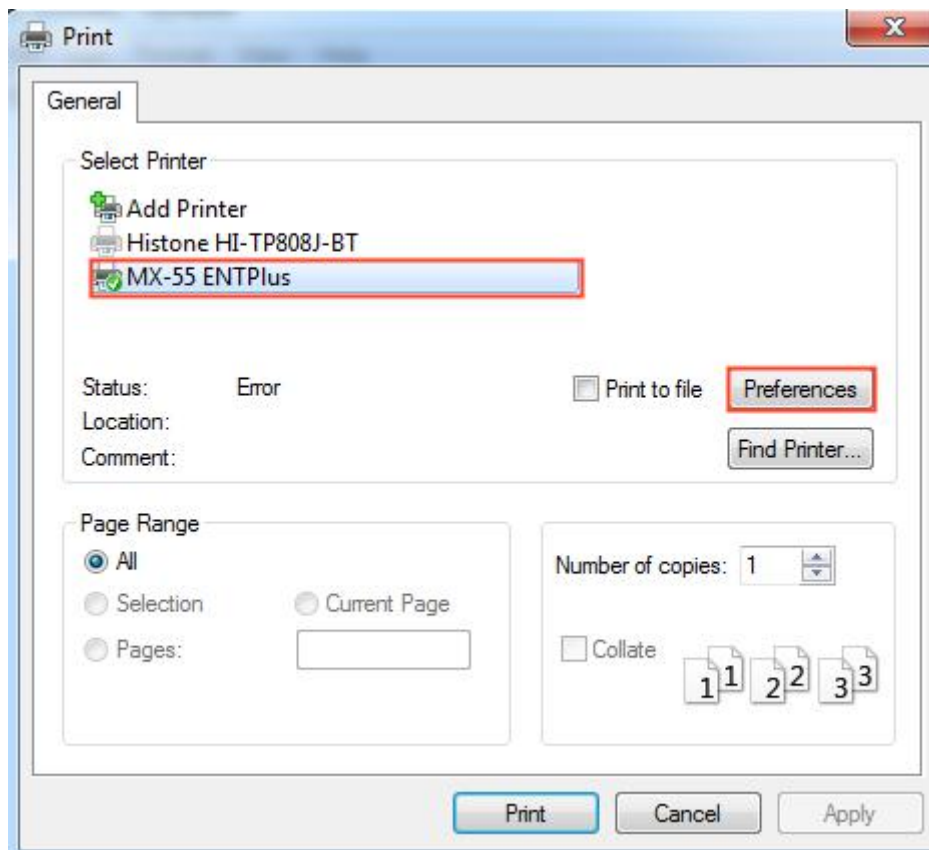 Print
General
Select Printer
Add Printer
Histone HI-TP808J-BT
MX-55 ENTPlus
Status: Error
Print to file
Preferences
Location:
Comment:
Find Printer...
Page Range
All
Selection
Current Page
Pages:
Number of copies: 1
Collate
1 1 2 2 3 3
Print
Cancel
Apply